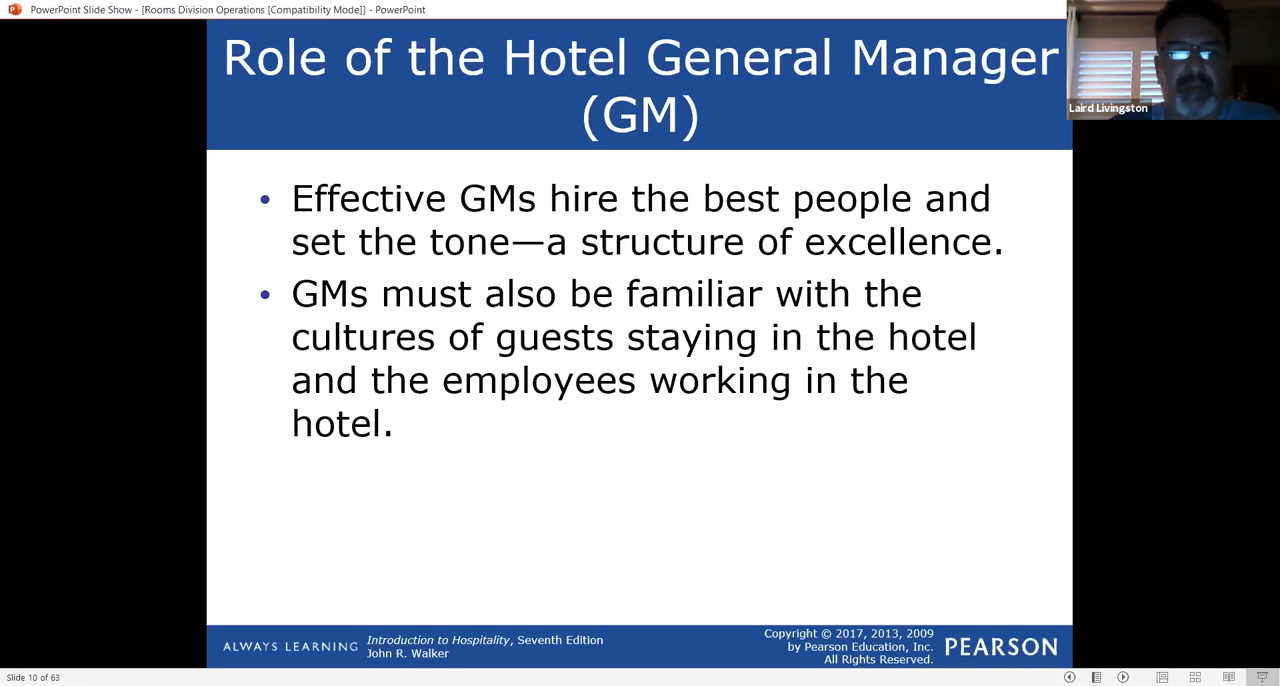 PowerPoint Slide Show - [Rooms Division Operations [Compatibility Mode]] - PowerPoint
Role of the Hotel General Manager
(GM)
Laird Livingston
• Effective GMs hire the best people and
set the tone—a structure of excellence.
• GMs must also be familiar with the
cultures of guests staying in the hotel
and the employees working in the
hotel.
ALWAYS LEARNING
Introduction to Hospitality, Seventh Edition
John R. Walker
Copyright © 2017, 2013, 2009
by Pearson Education, Inc.
All Rights Reserved.
PEARSON
Slide 10 of 63